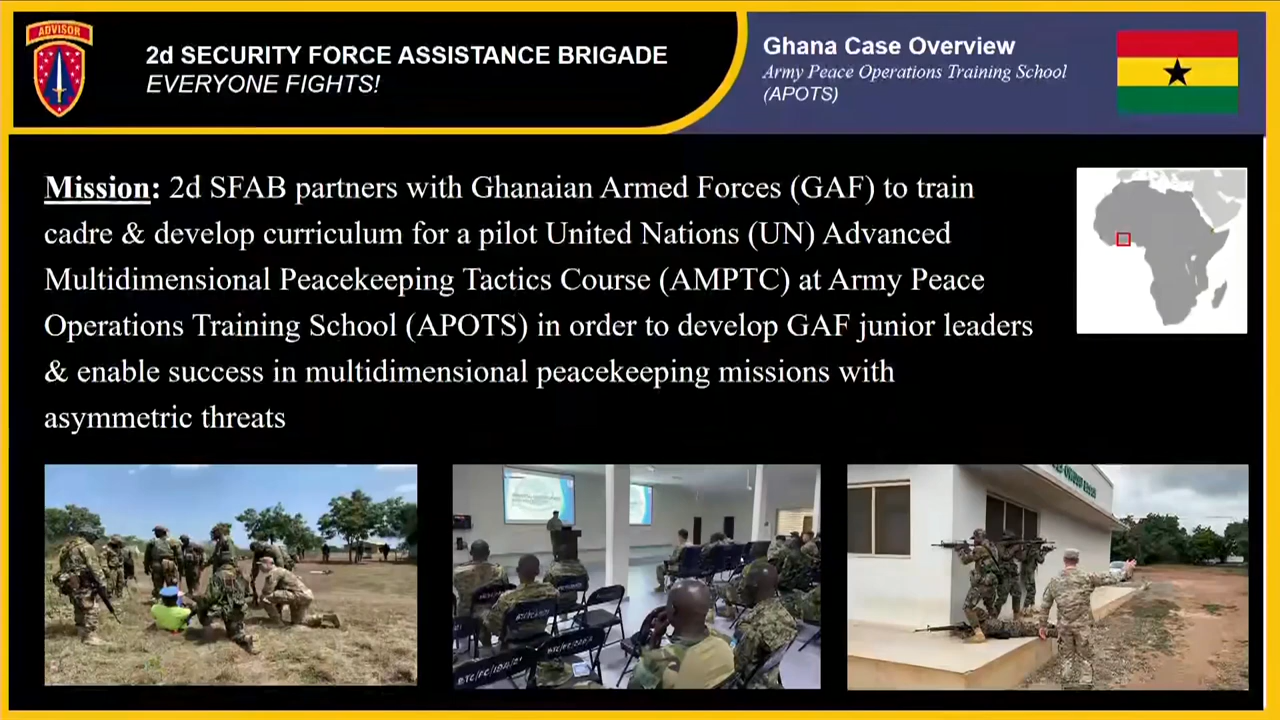 ADVISOR
2d SECURITY FORCE ASSISTANCE BRIGADE
EVERYONE FIGHTS!
Ghana Case Overview
Army Peace Operations Training School
(APOTS)
Mission: 2d SFAB partners with Ghanaian Armed Forces (GAF) to train
cadre & develop curriculum for a pilot United Nations (UN) Advanced
Multidimensional Peacekeeping Tactics Course (AMPTC) at Army Peace
Operations Training School (APOTS) in order to develop GAF junior leaders
& enable success in multidimensional peacekeeping missions with
asymmetric threats